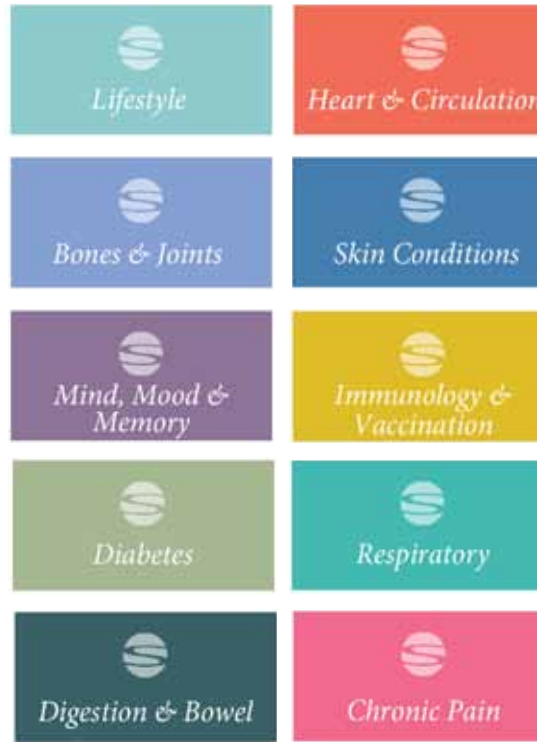 Lifestyle
Heart & Circulation
Bones & Joints
Skin Conditions
Mind, Mood &
Memory
Immunology &
Vaccination
Diabetes
Respiratory
Digestion & Bowel
Chronic Pain